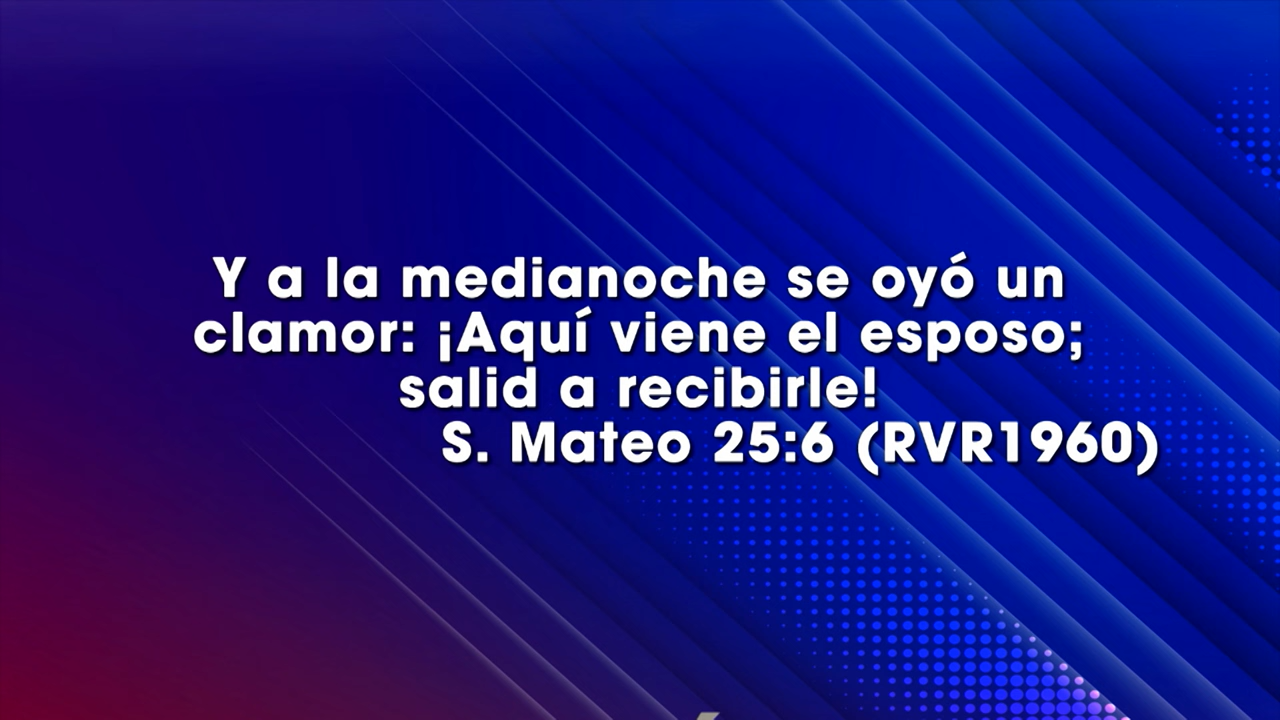 Y a la medianoche se oyó un
clamor: ¡Aquí viene el esposo;
salid a recibirle!
S. Mateo 25:6 (RVR1960)